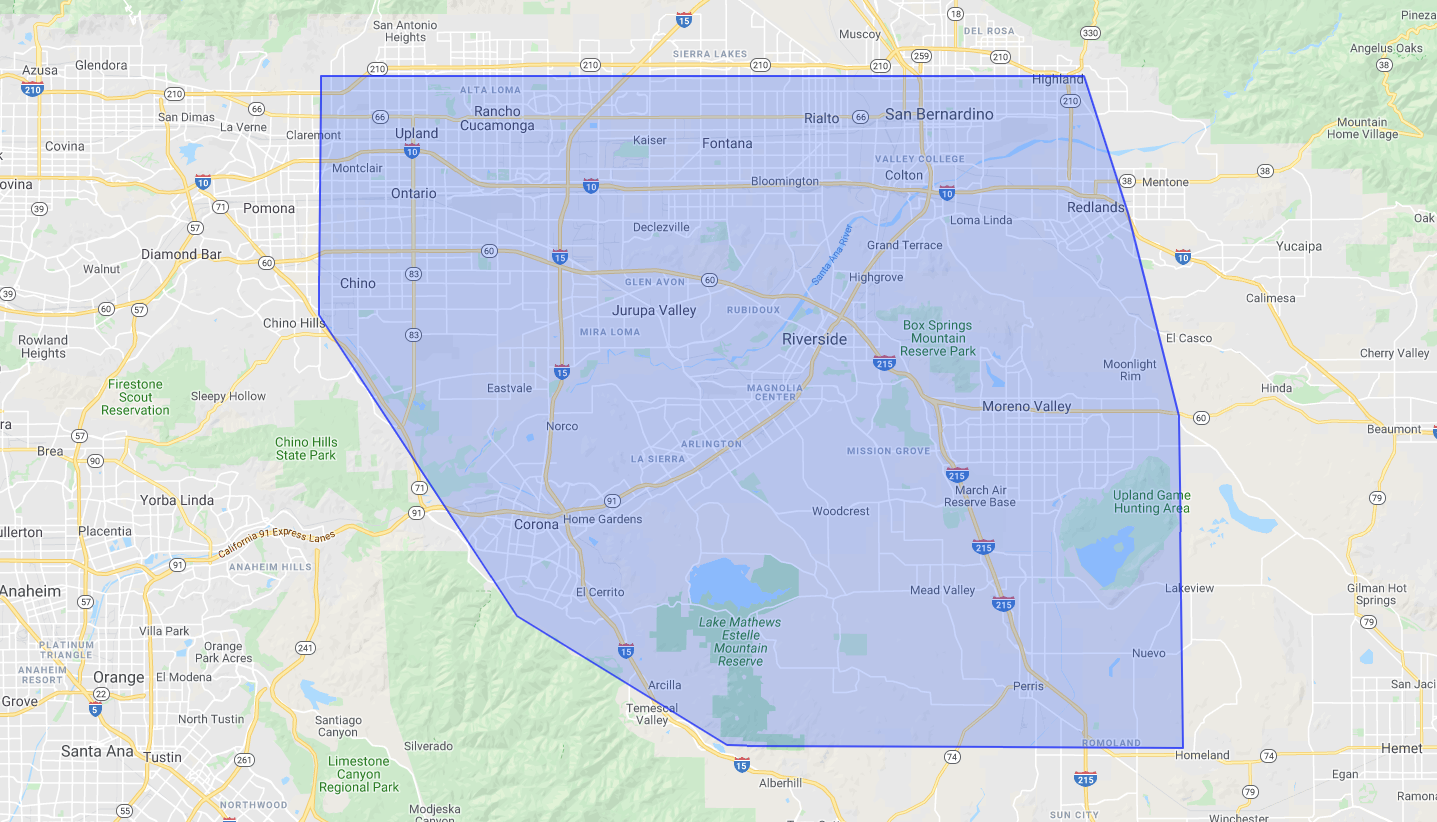 18
15
San Antonio
Heights
Muscoy
DEL ROSA
330
Pineza
Angelus Oaks
38
SIERRA LAKES
259
210
Azusa
Glendora
210
210
210
210
210
Highland
210
210
ALTA LOMA
66
66
Rancho
Cucamonga
Rialto
66
San Bernardino
210
San Dimas
La Verne
Claremont
Upland
Kaiser
Fontana
Mountain
Home Village
Covina
10
VALLEY COLLEGE
Montclair
Colton
ovina
10
Ontario
10
Bloomington
10
38
Mentone
38
39
71
Pomona
Redlands
Loma Linda
Oak
57
Declezville
Santa Ana River
Grand Terrace
Yucaipa
Diamond Bar
60
60
15
10
Walnut
83
Chino
GLEN AVON
60
Highgrove
39
60
57
Jurupa Valley
RUBIDOUX
Calimesa
Chino Hills
83
MIRA LOMA
Riverside
Box Springs
Mountain
Reserve Park
El Casco
Rowland
Heights
15
215
Moonlight
Rim
Cherry Valley
Firestone
Scout
Reservation
Sleepy Hollow
Eastvale
MAGNOLIA
CENTER
Hinda
ra
57
Norco
Moreno Valley
60
Beaumont
Chino Hills
State Park
ARLINGTON
Brea
90
LA SIERRA
MISSION GROVE
215
71
March Air
Reserve Base
Upland Game
Hunting Area
79
Yorba Linda
91
91
Corona
Home Gardens
Woodcrest
ullerton
Placentia
California 91 Express Lanes
215
91
ANAHEIM HILLS
Anaheim
57
El Cerrito
Mead Valley
215
Lakeview
Gilman Hot
Springs
79
Villa Park
Lake Mathews
Estelle
Mountain
Reserve
PLATINUM
TRIANGLE
Orange
Park Acres
241
15
Nuevo
ANAHEIM
RESORT
Orange
El Modena
Arcilla
Perris
San Jaci
Grove
22
5
North Tustin
Santiago
Canyon
Temescal
Valley
Santa Ana
Tustin
261
Silverado
ROMOLAND
74
Homeland
74
Hemet
Limestone
Canyon
Regional Park
15
Alberhill
215
Egan
79
Ramona
55
NORTHWOOD
Modjeska
Canyon
SUN CITY
Winchester